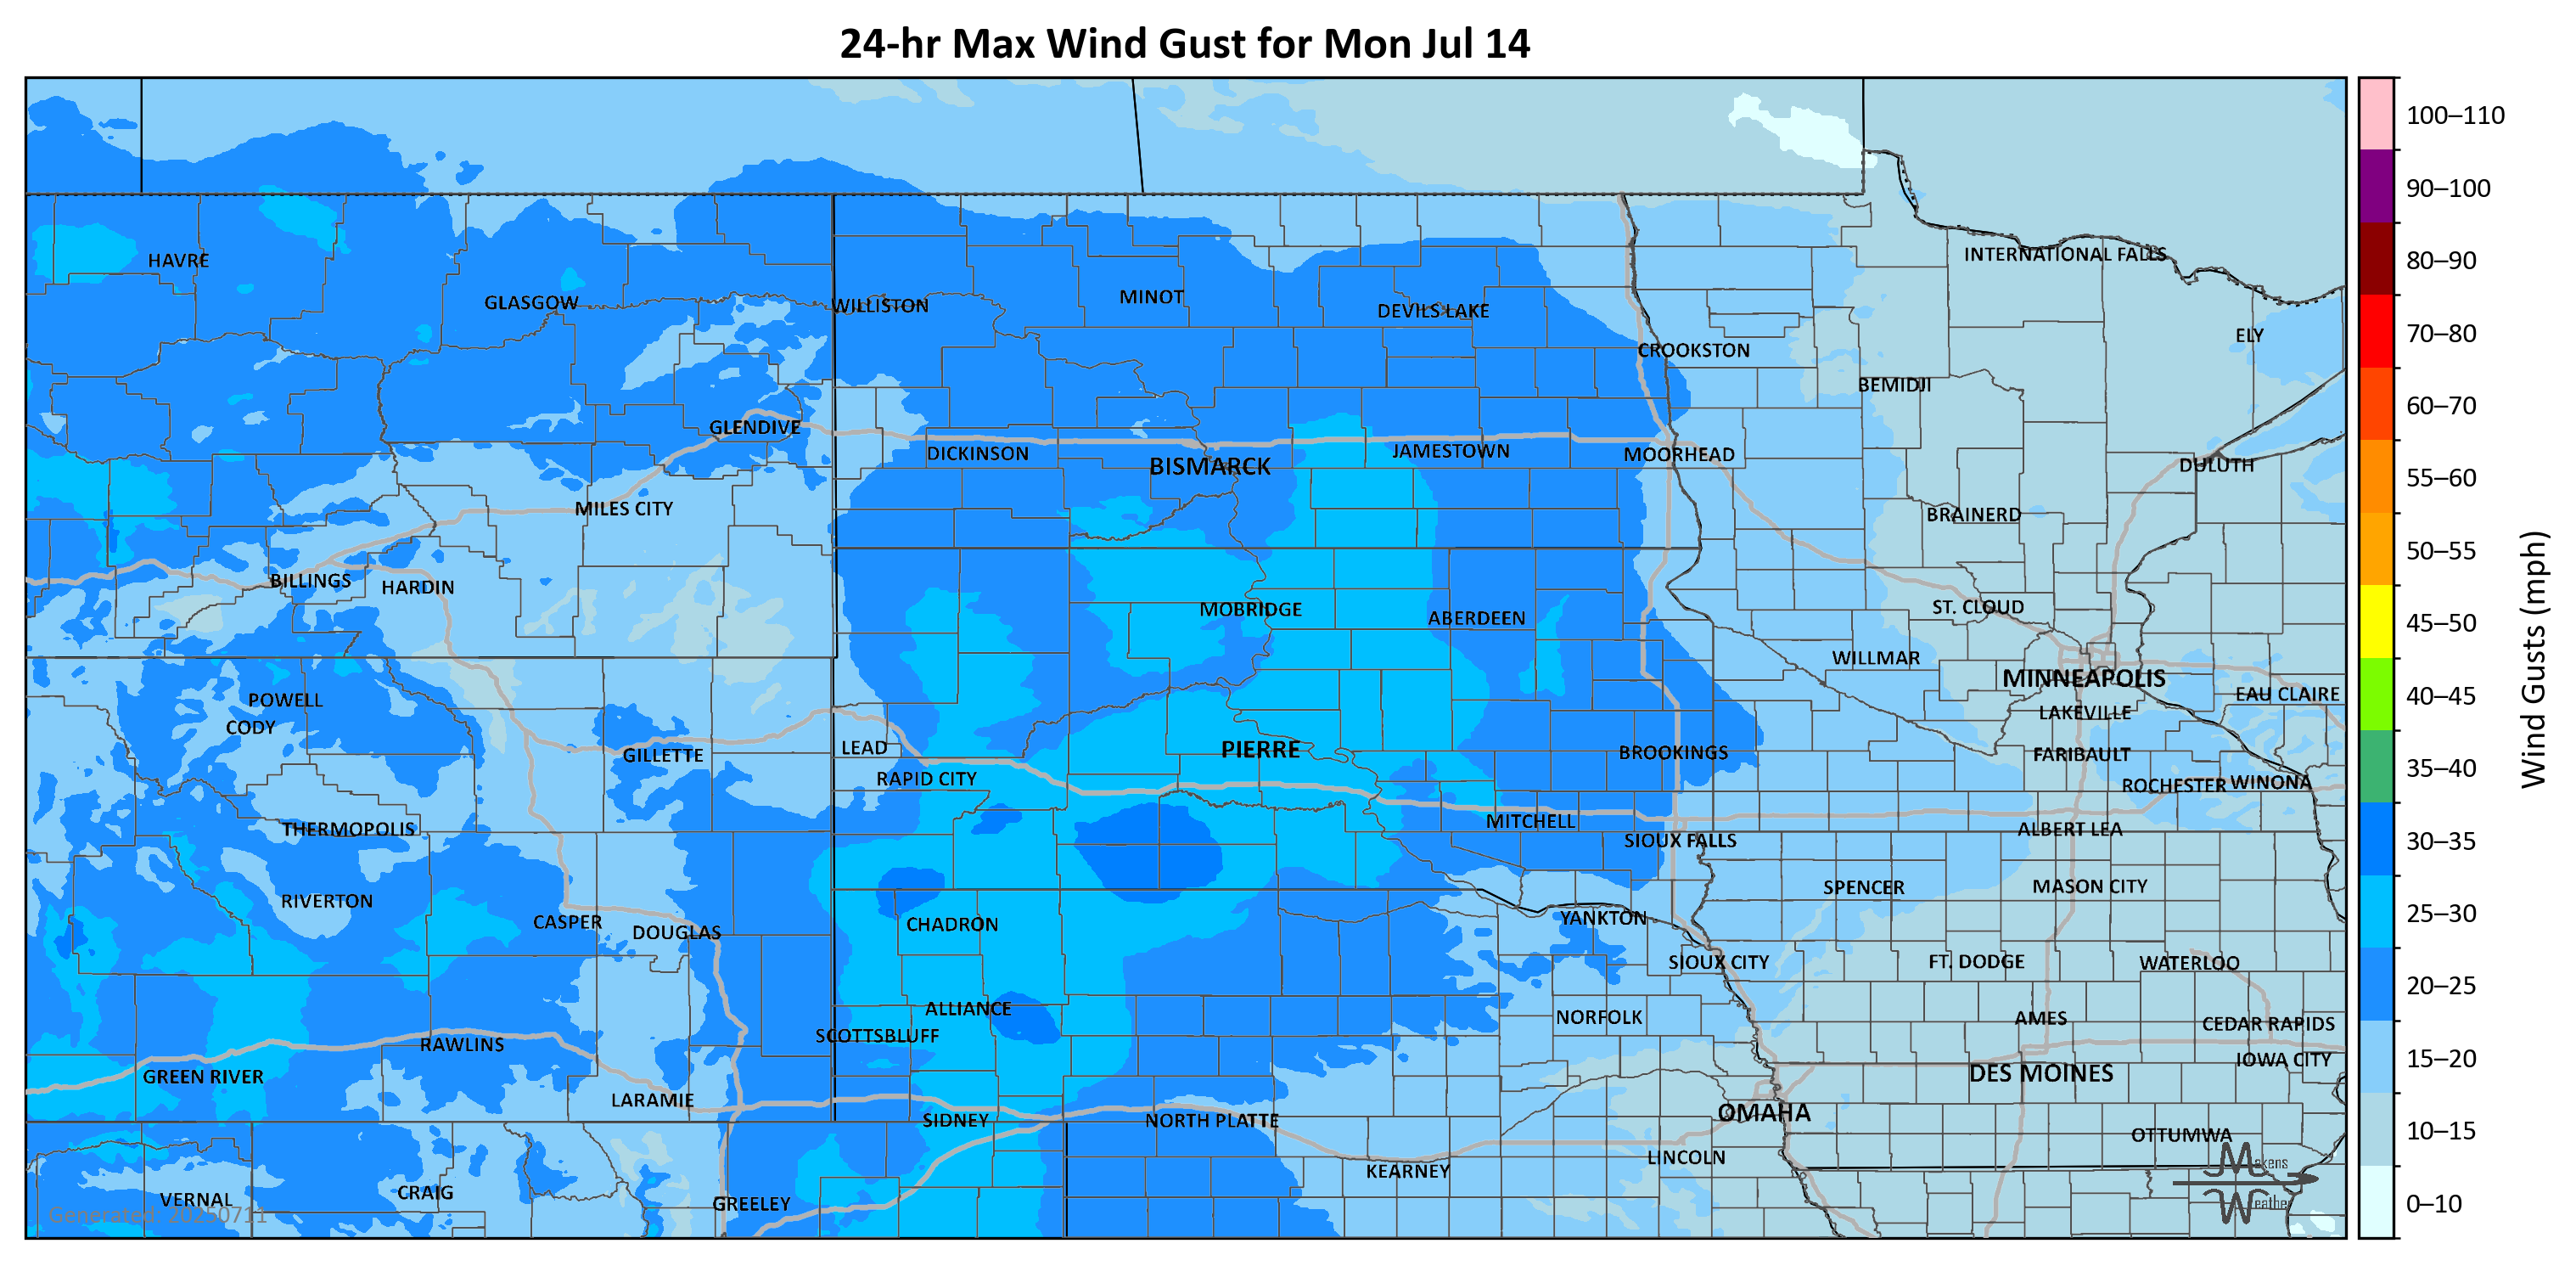 24-hr Max Wind Gust for Mon Jul 14
100–110
90–100
80–90
70–80
60–70
55–60
50–55
45–50
40–45
35–40
30–35
25–30
20–25
15–20
10–15
0–10
Wind Gusts (mph)
HAVRE
INTERNATIONAL FALLS
GLASGOW
WILLISTON
MINOT
DEVILS LAKE
ELY
CROOKSTON
BEMIDJI
GLENDIVE
DICKINSON
BISMARCK
JAMESTOWN
MOORHEAD
DULUTH
MILES CITY
BRAINERD
BILLINGS
HARDIN
MOBRIDGE
ABERDEEN
ST. CLOUD
WILLMAR
MINNEAPOLIS
EAU CLAIRE
POWELL
CODY
LAKEVILLE
GILLETTE
LEAD
PIERRE
BROOKINGS
FARIBAULT
RAPID CITY
ROCHESTER
WINONA
THERMOPOLIS
MITCHELL
ALBERT LEA
SIOUX FALLS
RIVERTON
SPENCER
MASON CITY
CASPER
DOUGLAS
CHADRON
YANKTON
SIOUX CITY
FT. DODGE
WATERLOO
ALLIANCE
NORFOLK
AMES
CEDAR RAPIDS
SCOTTSBLUFF
RAWLINS
IOWA CITY
GREEN RIVER
DES MOINES
LARAMIE
SIDNEY
NORTH PLATTE
OMAHA
OTTUMWA
KEARNEY
LINCOLN
VERNAL
CRAIG
GREELEY
Generated: 20250711
Makens
Weather